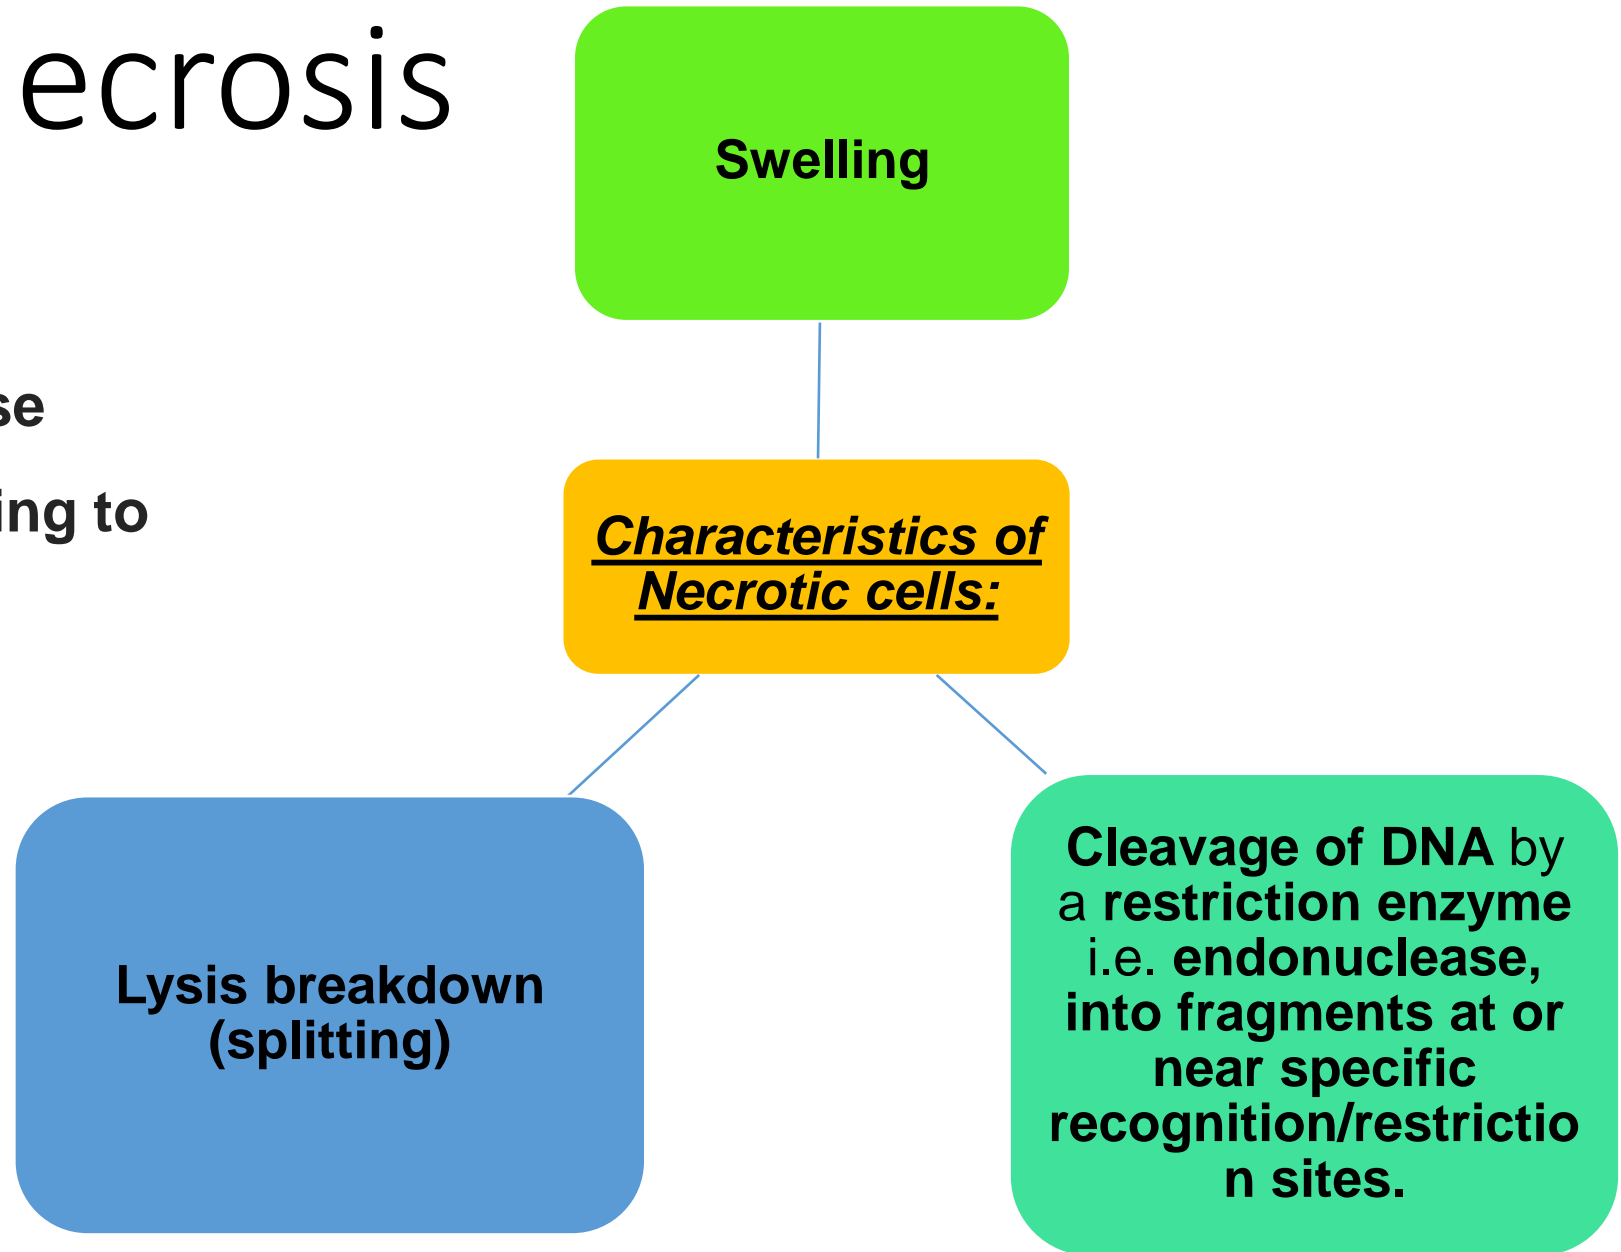 ecrosis
Swelling
se
ing to
Characteristics of
Necrotic cells:
Lysis breakdown
(splitting)
Cleavage of DNA by
a restriction enzyme
i.e. endonuclease,
into fragments at or
near specific
recognition/restrictio
n sites.